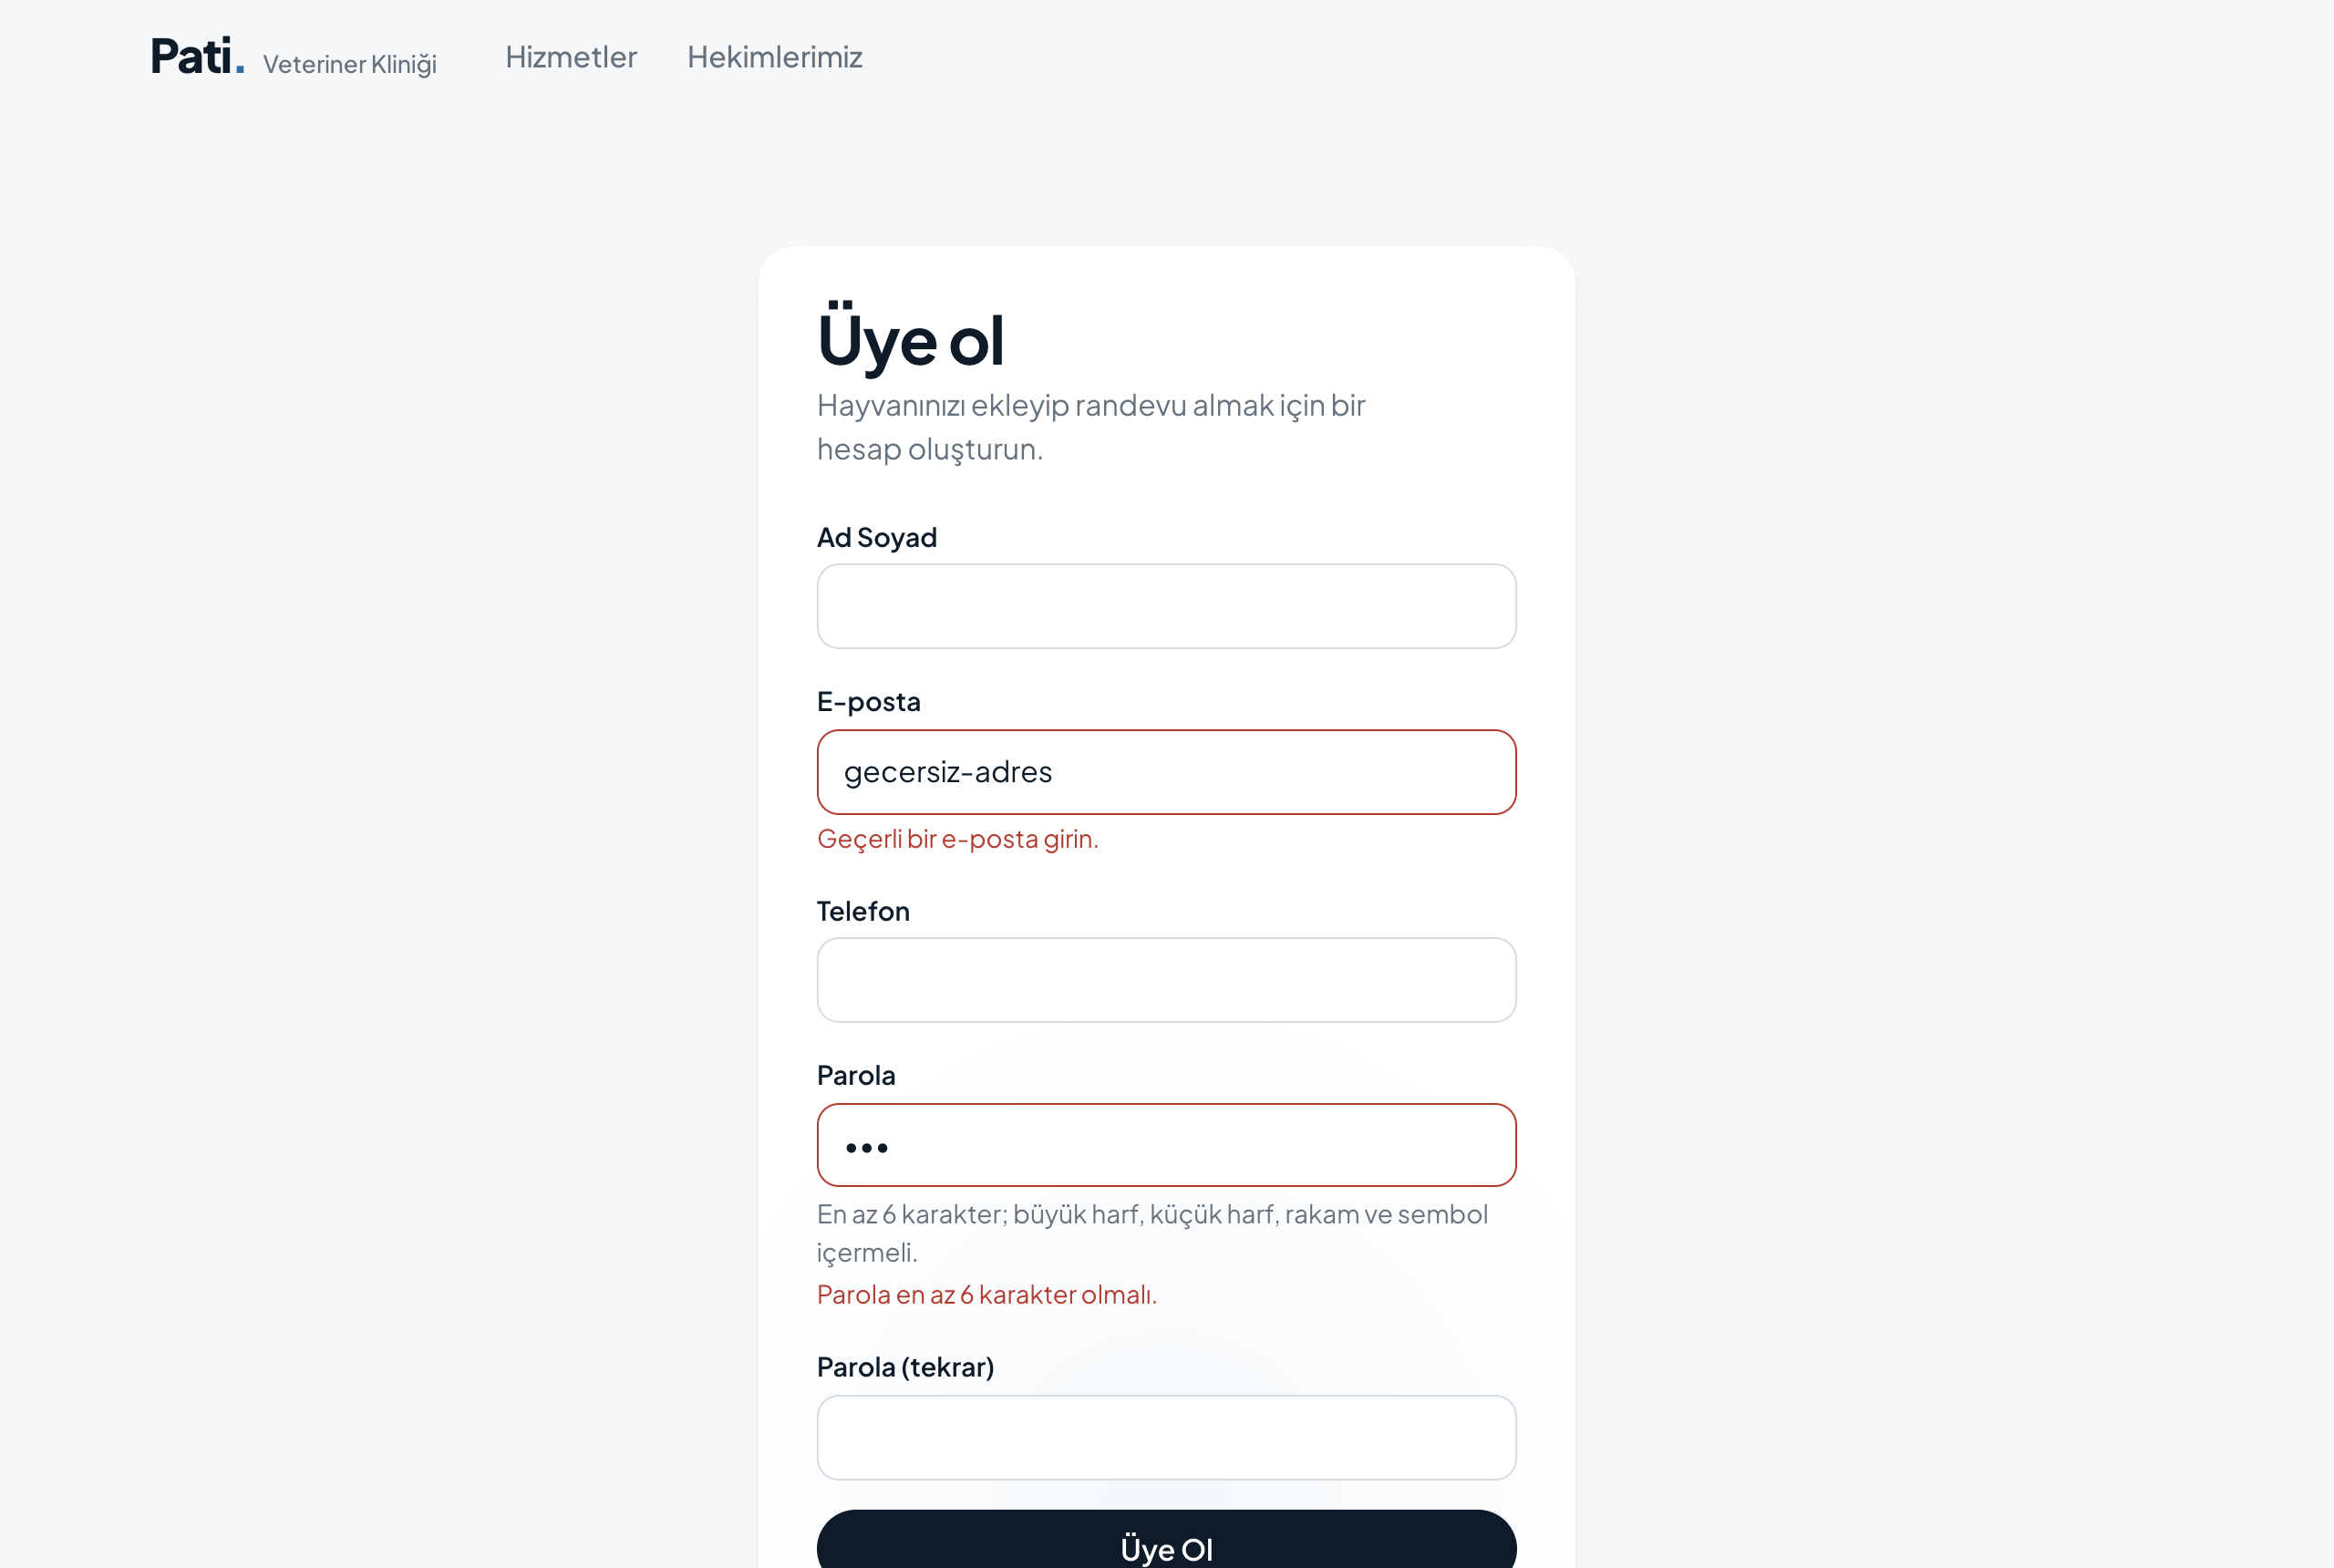 Pati. Veteriner Kliniği Hizmetler Hekimlerimiz
Üye ol
Hayvanınızı ekleyip randevu almak için bir
hesap oluşturun.
Ad Soyad
E-posta
gecersiz-adres
Geçerli bir e-posta girin.
Telefon
Parola
•••
En az 6 karakter; büyük harf, küçük harf, rakam ve sembol
içermeli.
Parola en az 6 karakter olmalı.
Parola (tekrar)
Üye Ol